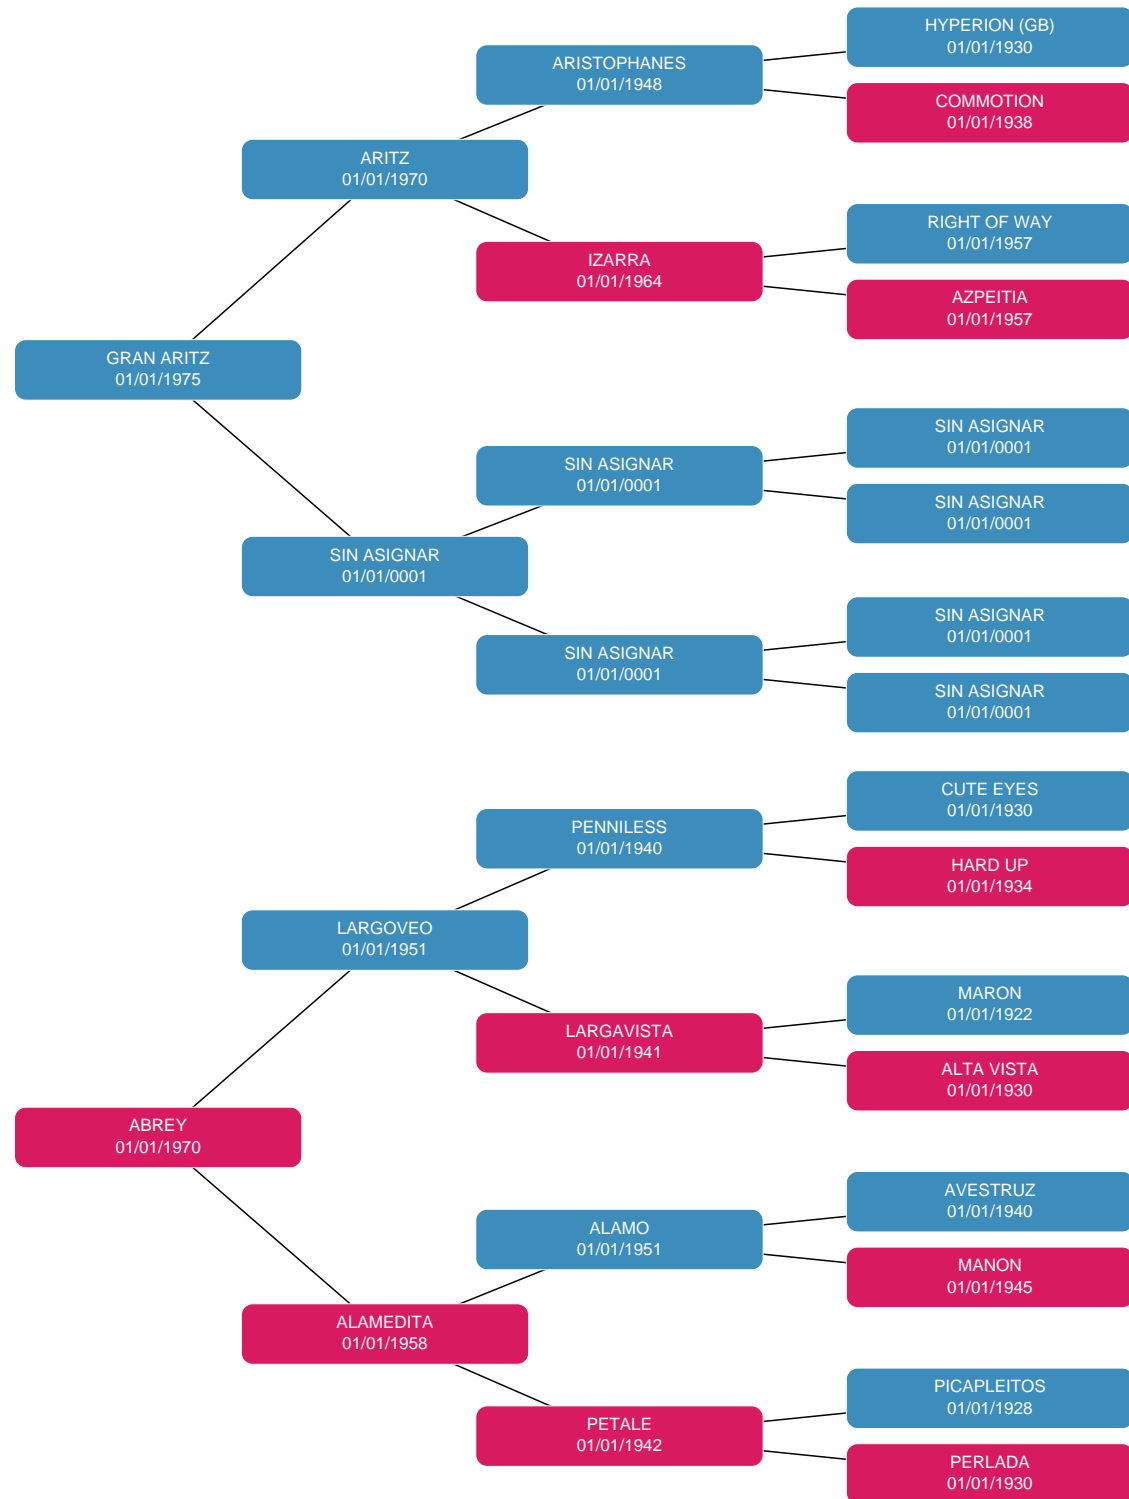 HYPERION (GB)
01/01/1930
ARISTOPHANES
01/01/1948
COMMOTION
01/01/1938
ARITZ
01/01/1970
RIGHT OF WAY
01/01/1957
IZARRA
01/01/1964
AZPEITIA
01/01/1957
GRAN ARITZ
01/01/1975
SIN ASIGNAR
01/01/0001
SIN ASIGNAR
01/01/0001
SIN ASIGNAR
01/01/0001
SIN ASIGNAR
01/01/0001
SIN ASIGNAR
01/01/0001
SIN ASIGNAR
01/01/0001
SIN ASIGNAR
01/01/0001
CUTE EYES
01/01/1930
PENNILESS
01/01/1940
HARD UP
01/01/1934
LARGOVEO
01/01/1951
MARON
01/01/1922
LARGAVISTA
01/01/1941
ALTA VISTA
01/01/1930
ABREY
01/01/1970
AVESTRUZ
01/01/1940
ALAMO
01/01/1951
MANON
01/01/1945
ALAMEDITA
01/01/1958
PICAPLEITOS
01/01/1928
PETALE
01/01/1942
PERLADA
01/01/1930